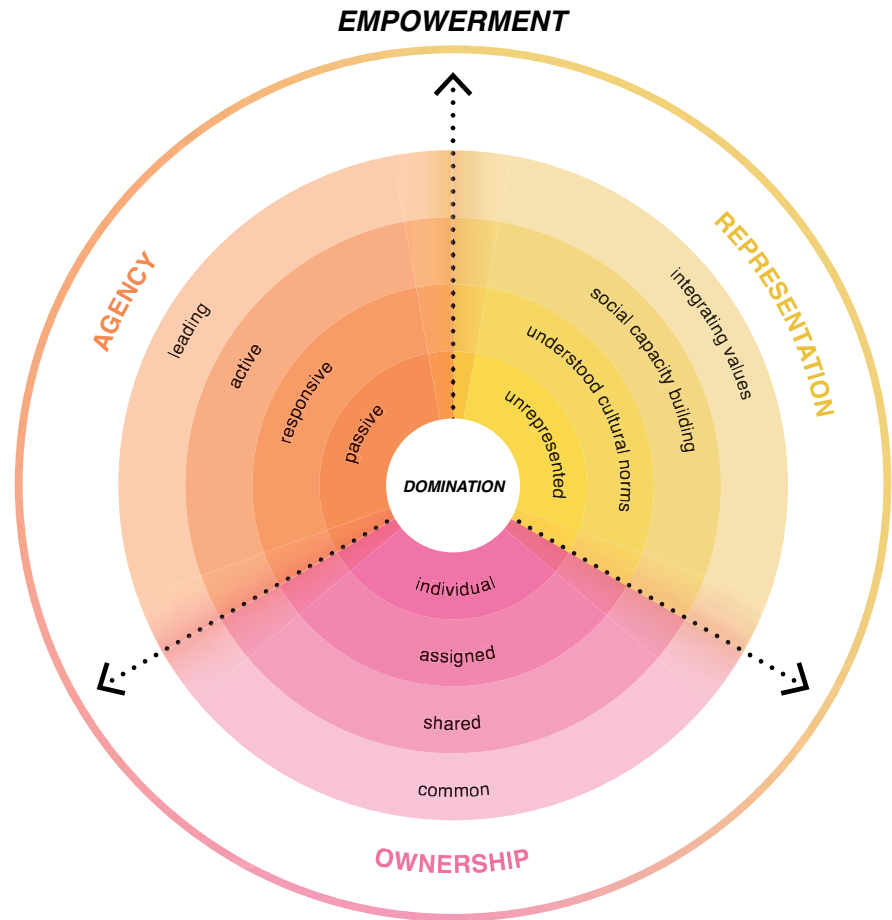 EMPOWERMENT
AGENCY
leading
active
responsive
passive
REPRESENTATION
integrating values
social capacity building
understood cultural norms
unrepresented
DOMINATION
individual
assigned
shared
common
OWNERSHIP